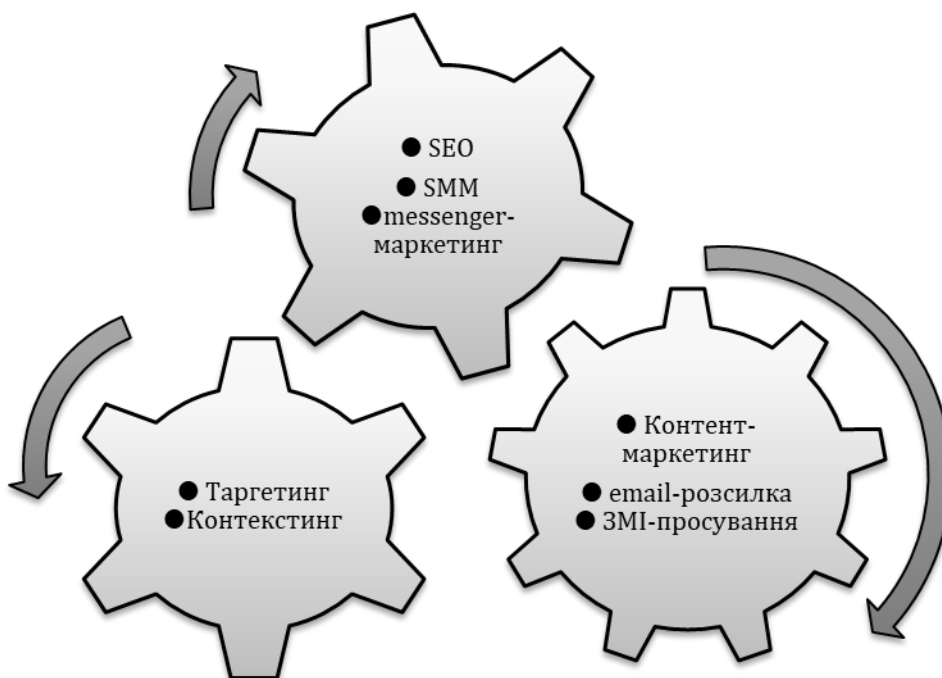 ● SEO
● SMM
● messenger-
маркетинг
● Таргетинг
● Контекстинг
● Контент-
маркетинг
● email-розсилка
● ЗМІ-просування